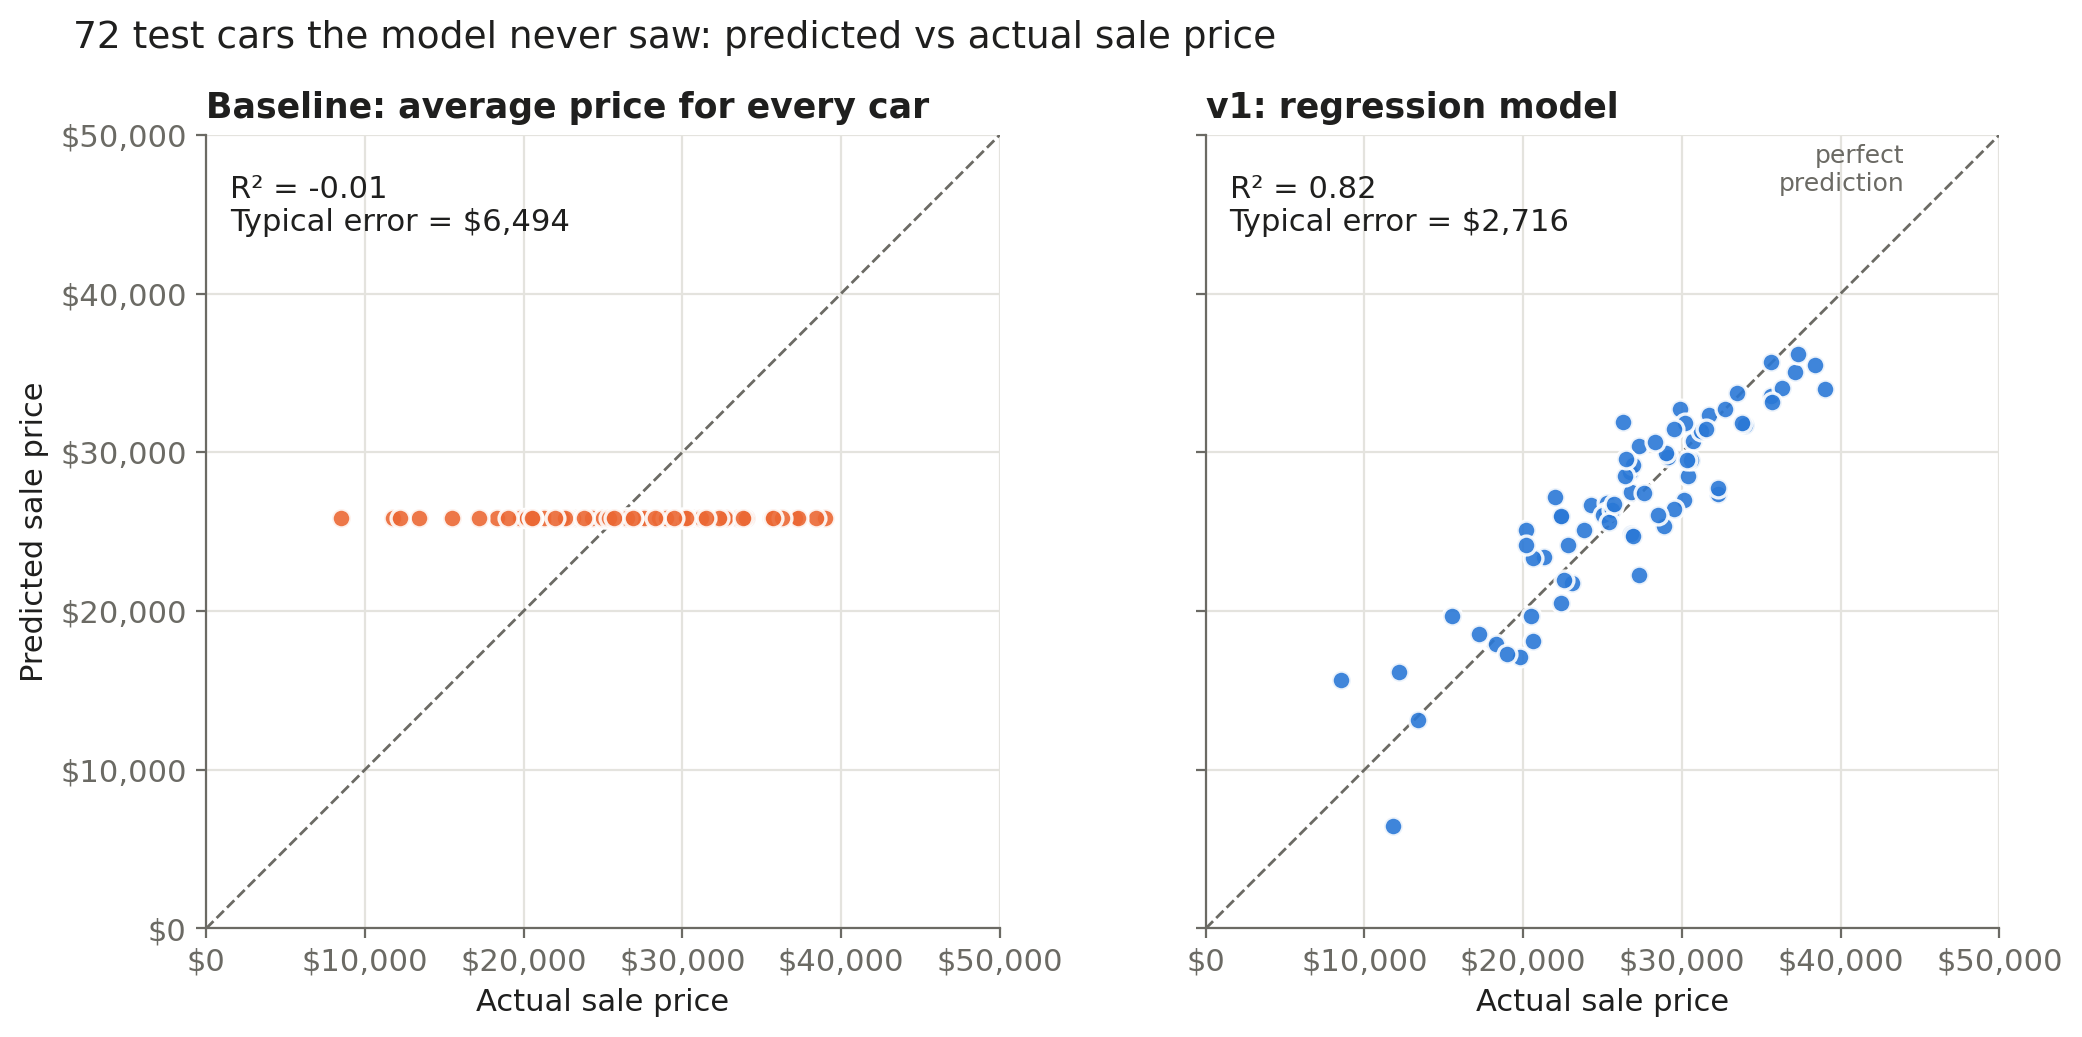 72 test cars the model never saw: predicted vs actual sale price
Baseline: average price for every car
R² = -0.01
Typical error = $6,494
Predicted sale price
$50,000
$40,000
$30,000
$20,000
$10,000
$0
$0 $10,000 $20,000 $30,000 $40,000 $50,000
Actual sale price
v1: regression model
R² = 0.82
Typical error = $2,716
perfect
prediction
$0 $10,000 $20,000 $30,000 $40,000 $50,000
Actual sale price